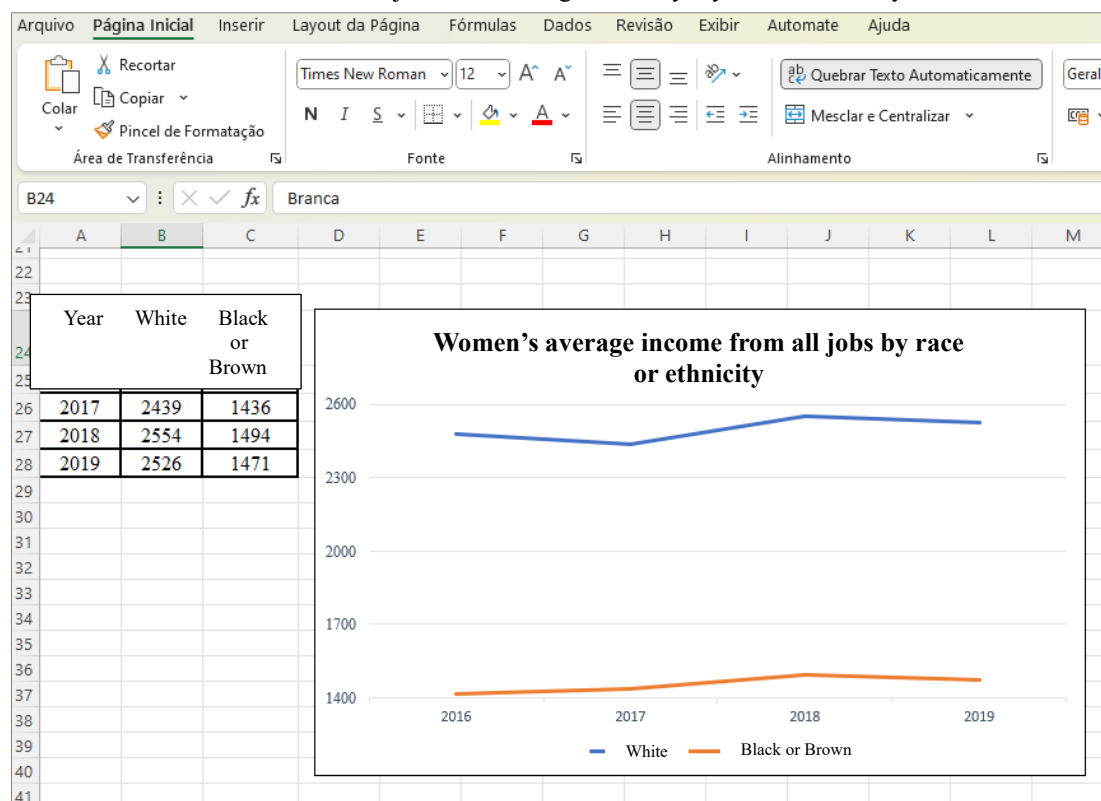 Arquivo Página Inicial Inserir Layout da Página Fórmulas Dados Revisão Exibir Automate Ajuda
Recortar
Copiar
Pincel de Formatação
Colar
Área de Transferência
Times New Roman 12 A A
N I S A
Fonte
ab Quebrar Texto Automaticamente
Mesclar e Centralizar
Alinhamento
Geral
B24 fx Branca
A B C D E F G H I J K L M
22
23
24
25
Year White Black
or
Brown
26 2017 2439 1436
27 2018 2554 1494
28 2019 2526 1471
29
30
31
32
33
34
35
36
37
38
39
40
41
Women's average income from all jobs by race
or ethnicity
2600
2300
2000
1700
1400
2016 2017 2018 2019
White Black or Brown